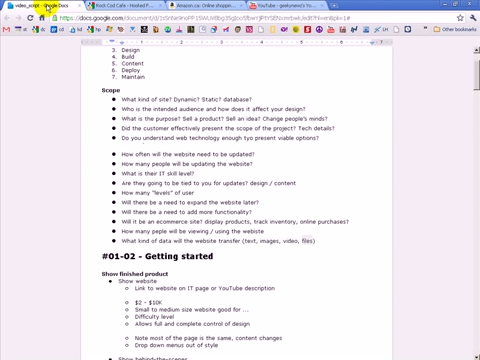 video_script - Google Docs
Rock Cod Cafe - Hooked P
Amazon.ca: Online shopping
YouTube - geekoneov's Yo
Other bookmarks
3. Design
4. Build
5. Content
6. Deploy
7. Maintain
Scope
What kind of site? Dynamic? Static? database?
Who is the intended audience and how does it affect your design?
What is the purpose? Sell a product? Sell an idea? Change people's minds?
Did the customer effectively present the scope of the project? Tech details?
Do you understand web technology enough tyo present viable options?
How often will the website need to be updated?
How many people will be updating the website?
What is their IT skill level?
Are they going to be tied to you for updates? design / content
How many "levels" of user
Will there be a need to expand the website later?
Will there be a need to add more functionality?
Will it be an ecommerce site? display products, track inventory, online purchases?
How many peple will be viewing / using the website
What kind of data will the website transfer (text, images, video, files)
#01-02 - Getting started
Show finished product
Show website
Link to website on IT page or YouTube description
$2 - $10K
Small to medium size website good for ...
Difficulty level
Allows full and complete control of design
Note most of the page is the same, content changes
Drop down menus out of style
Show behind-the-scenes